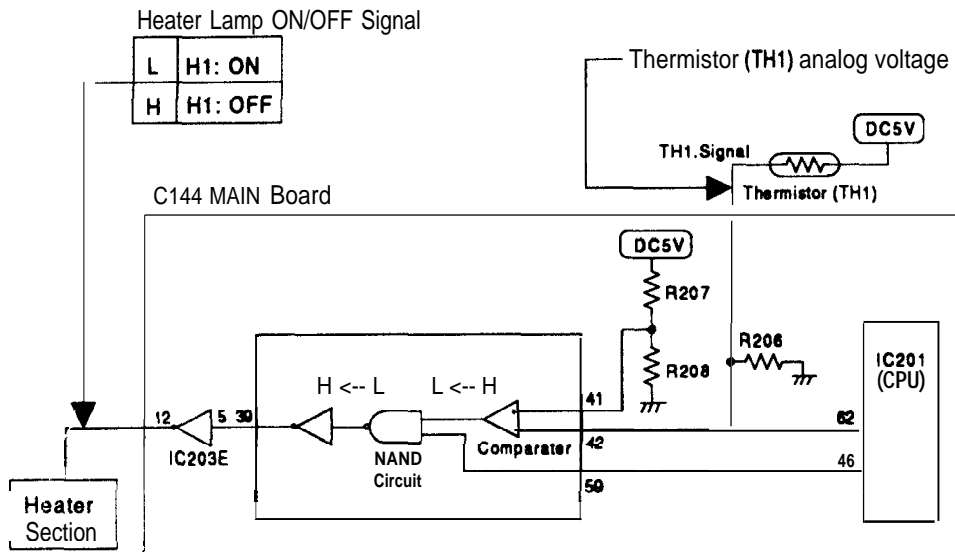 Heater Lamp ON/OFF Signal
L H1: ON
H H1: OFF
Thermistor (TH1) analog voltage
DC5V
TH1.Signal
Thermistor (TH1)
C144 MAIN Board
DC5V
R207
R206
R208
IC201
(CPU)
H <-- L
L <-- H
41
12
5
39
62
IC203E
NAND
Circuit
Comparater
42
46
59
Heater
Section